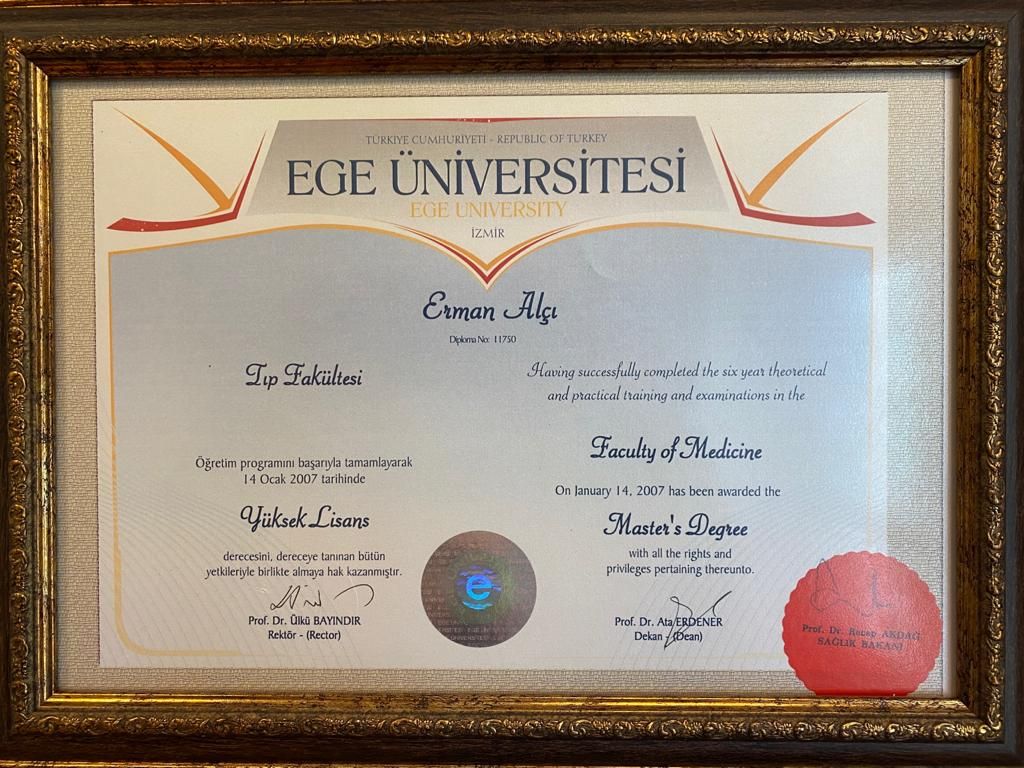 TÜRKİYE CUMHURİYETİ - REPUBLIC OF TURKEY
EGE ÜNİVERSİTESİ
EGE UNIVERSITY
İZMİR
Erman Alçı
Diploma No: 11750
Tıp Fakültesi
Öğretim programını başarıyla tamamlayarak
14 Ocak 2007 tarihinde
Yüksek Lisans
derecesini, dereceye tanınan bütün
yetkileriyle birlikte almaya hak kazanmıştır.
Prof. Dr. Ülkü BAYINDIR
Rektör - (Rector)
Having successfully completed the six year theoretical
and practical training and examinations in the
Faculty of Medicine
On January 14, 2007 has been awarded the
Master's Degree
with all the rights and
privileges pertaining thereunto.
Prof. Dr. Ata ERDENER
Dekan - (Dean)
e
Prof. Dr. Recep AKDAĞ
SAĞLIK BAKANI